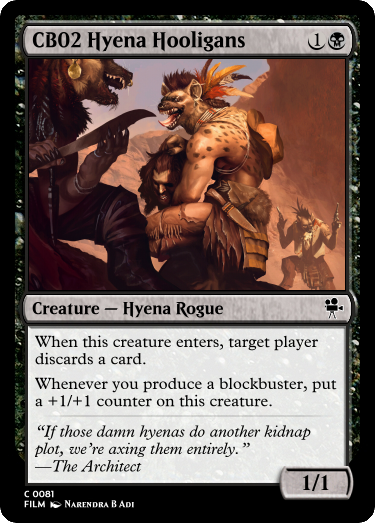 CB02 Hyena Hooligans 1
Creature — Hyena Rogue
When this creature enters, target player
discards a card.
Whenever you produce a blockbuster, put
a +1/+1 counter on this creature.
“If those damn hyenas do another kidnap
plot, we’re axing them entirely.”
—The Architect
1/1
C 0081
FILM Narendra B Adi